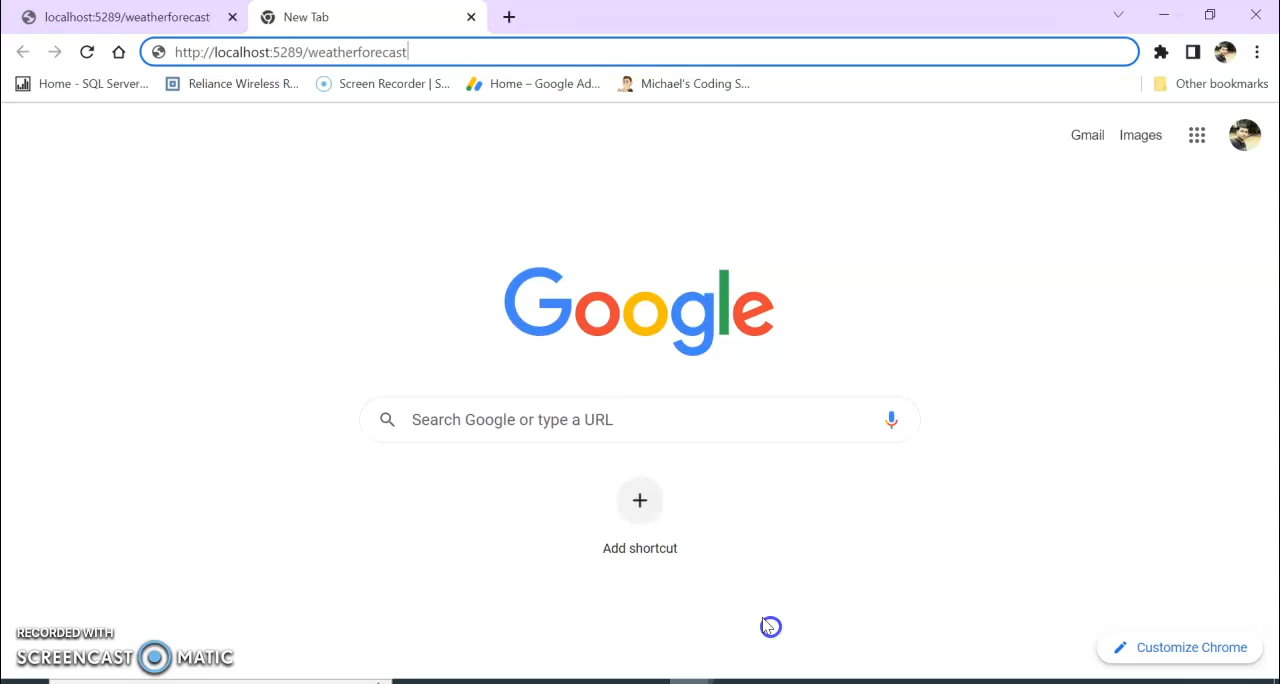 localhost:5289/weatherforecast
New Tab
http://localhost:5289/weatherforecast
Home - SQL Server...
Reliance Wireless R...
Screen Recorder | S...
Home – Google Ad...
Michael's Coding S...
Other bookmarks
Gmail
Images
Google
Search Google or type a URL
Add shortcut
RECORDED WITH
SCREENCAST MATIC
Customize Chrome